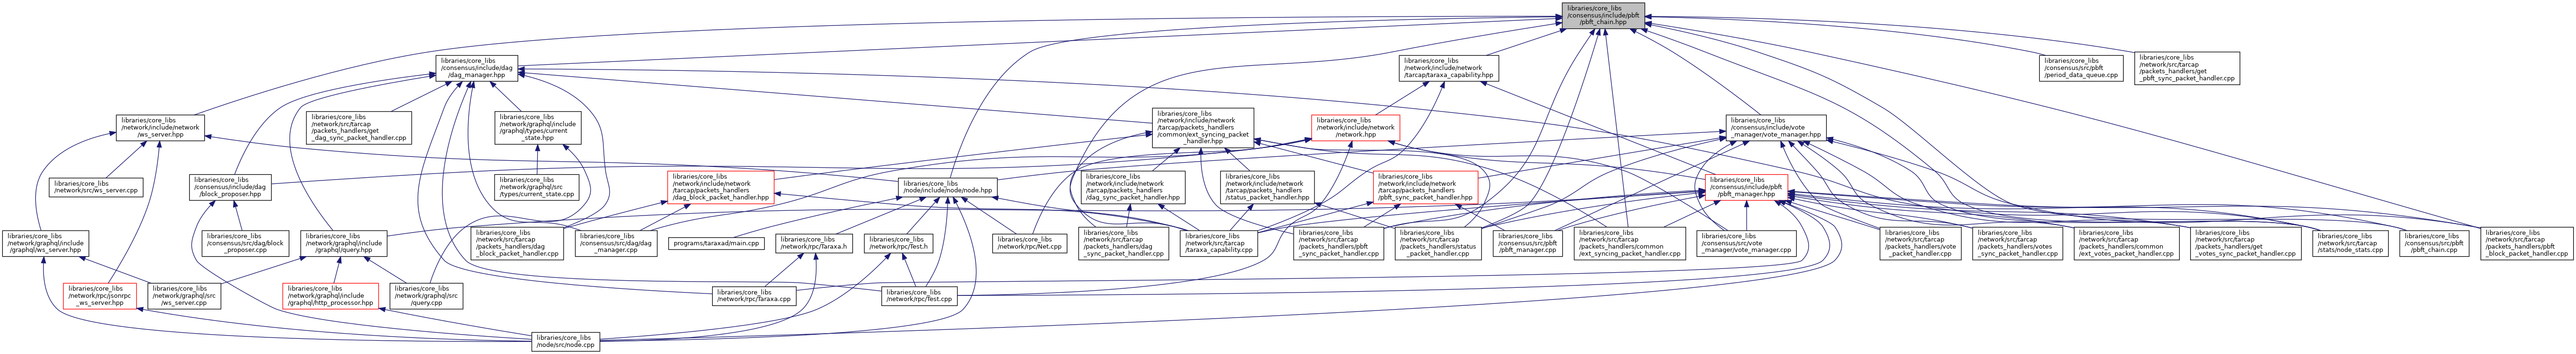 libraries/core_libs
/consensus/include/pbft
/pbft_chain.hpp
libraries/core_libs
/consensus/include/dag
/dag_manager.hpp
libraries/core_libs
/network/include/network
/tarcap/taraxa_capability.hpp
libraries/core_libs
/consensus/src/pbft
/period_data_queue.cpp
libraries/core_libs
/network/src/tarcap
/packets_handlers/get
_pbft_sync_packet_handler.cpp
libraries/core_libs
/network/include/network
/ws_server.hpp
libraries/core_libs
/network/src/tarcap
/packets_handlers/get
_dag_sync_packet_handler.cpp
libraries/core_libs
/network/graphql/include
/graphql/types/current
_state.hpp
libraries/core_libs
/network/include/network
/tarcap/packets_handlers
/common/ext_syncing_packet
_handler.hpp
libraries/core_libs
/network/include/network
/network.hpp
libraries/core_libs
/consensus/include/vote
_manager/vote_manager.hpp
libraries/core_libs
/network/src/ws_server.cpp
libraries/core_libs
/consensus/include/dag
/block_proposer.hpp
libraries/core_libs
/network/graphql/src
/types/current_state.cpp
libraries/core_libs
/network/include/network
/tarcap/packets_handlers
/dag_block_packet_handler.hpp
libraries/core_libs
/node/include/node/node.hpp
libraries/core_libs
/network/include/network
/tarcap/packets_handlers
/dag_sync_packet_handler.hpp
libraries/core_libs
/network/include/network
/tarcap/packets_handlers
/status_packet_handler.hpp
libraries/core_libs
/network/include/network
/tarcap/packets_handlers
/pbft_sync_packet_handler.hpp
libraries/core_libs
/consensus/include/pbft
/pbft_manager.hpp
libraries/core_libs
/network/graphql/include
/graphql/ws_server.hpp
libraries/core_libs
/consensus/src/dag/block
_proposer.cpp
libraries/core_libs
/network/graphql/include
/graphql/query.hpp
libraries/core_libs
/network/src/tarcap
/packets_handlers/dag
_block_packet_handler.cpp
libraries/core_libs
/consensus/src/dag/dag
_manager.cpp
programs/taraxad/main.cpp
libraries/core_libs
/network/rpc/Taraxa.h
libraries/core_libs
/network/rpc/Test.h
libraries/core_libs
/network/rpc/Net.cpp
libraries/core_libs
/network/src/tarcap
/packets_handlers/dag
_sync_packet_handler.cpp
libraries/core_libs
/network/src/tarcap
/taraxa_capability.cpp
libraries/core_libs
/network/src/tarcap
/packets_handlers/pbft
_sync_packet_handler.cpp
libraries/core_libs
/network/src/tarcap
/packets_handlers/status
_packet_handler.cpp
libraries/core_libs
/consensus/src/pbft
/pbft_manager.cpp
libraries/core_libs
/network/src/tarcap
/packets_handlers/common
/ext_syncing_packet_handler.cpp
libraries/core_libs
/consensus/src/vote
_manager/vote_manager.cpp
libraries/core_libs
/network/src/tarcap
/packets_handlers/vote
_packet_handler.cpp
libraries/core_libs
/network/src/tarcap
/packets_handlers/votes
_sync_packet_handler.cpp
libraries/core_libs
/network/src/tarcap
/packets_handlers/common
/ext_votes_packet_handler.cpp
libraries/core_libs
/network/src/tarcap
/packets_handlers/get
_votes_sync_packet_handler.cpp
libraries/core_libs
/network/src/tarcap
/stats/node_stats.cpp
libraries/core_libs
/consensus/src/pbft
/pbft_chain.cpp
libraries/core_libs
/network/src/tarcap
/packets_handlers/pbft
_block_packet_handler.cpp
libraries/core_libs
/network/rpc/jsonrpc
_ws_server.hpp
libraries/core_libs
/network/graphql/src
/ws_server.cpp
libraries/core_libs
/network/graphql/include
/graphql/http_processor.hpp
libraries/core_libs
/network/graphql/src
/query.cpp
libraries/core_libs
/network/rpc/Taraxa.cpp
libraries/core_libs
/network/rpc/Test.cpp
libraries/core_libs
/node/src/node.cpp